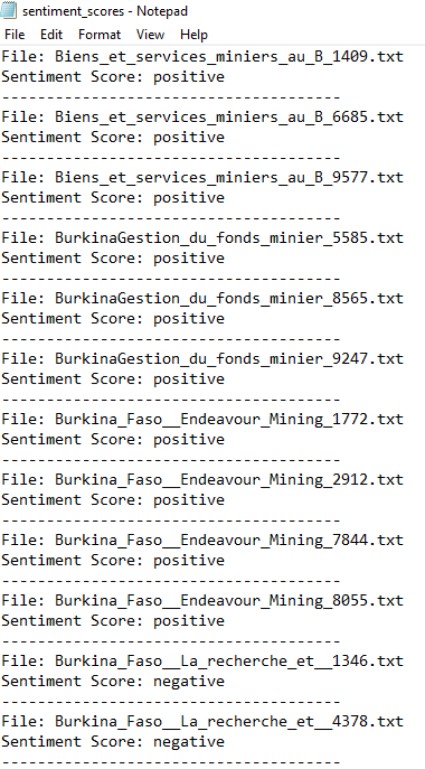 sentiment_scores - Notepad
File Edit Format View Help
File: Biens_et_services_miniers_au_B_1409.txt
Sentiment Score: positive
--------------------------------------
File: Biens_et_services_miniers_au_B_6685.txt
Sentiment Score: positive
--------------------------------------
File: Biens_et_services_miniers_au_B_9577.txt
Sentiment Score: positive
--------------------------------------
File: BurkinaGestion_du_fonds_minier_5585.txt
Sentiment Score: positive
--------------------------------------
File: BurkinaGestion_du_fonds_minier_8565.txt
Sentiment Score: positive
--------------------------------------
File: BurkinaGestion_du_fonds_minier_9247.txt
Sentiment Score: positive
--------------------------------------
File: Burkina_Faso__Endeavour_Mining_1772.txt
Sentiment Score: positive
--------------------------------------
File: Burkina_Faso__Endeavour_Mining_2912.txt
Sentiment Score: positive
--------------------------------------
File: Burkina_Faso__Endeavour_Mining_7844.txt
Sentiment Score: positive
--------------------------------------
File: Burkina_Faso__Endeavour_Mining_8055.txt
Sentiment Score: positive
--------------------------------------
File: Burkina_Faso__La_recherche_et__1346.txt
Sentiment Score: negative
--------------------------------------
File: Burkina_Faso__La_recherche_et__4378.txt
Sentiment Score: negative
--------------------------------------